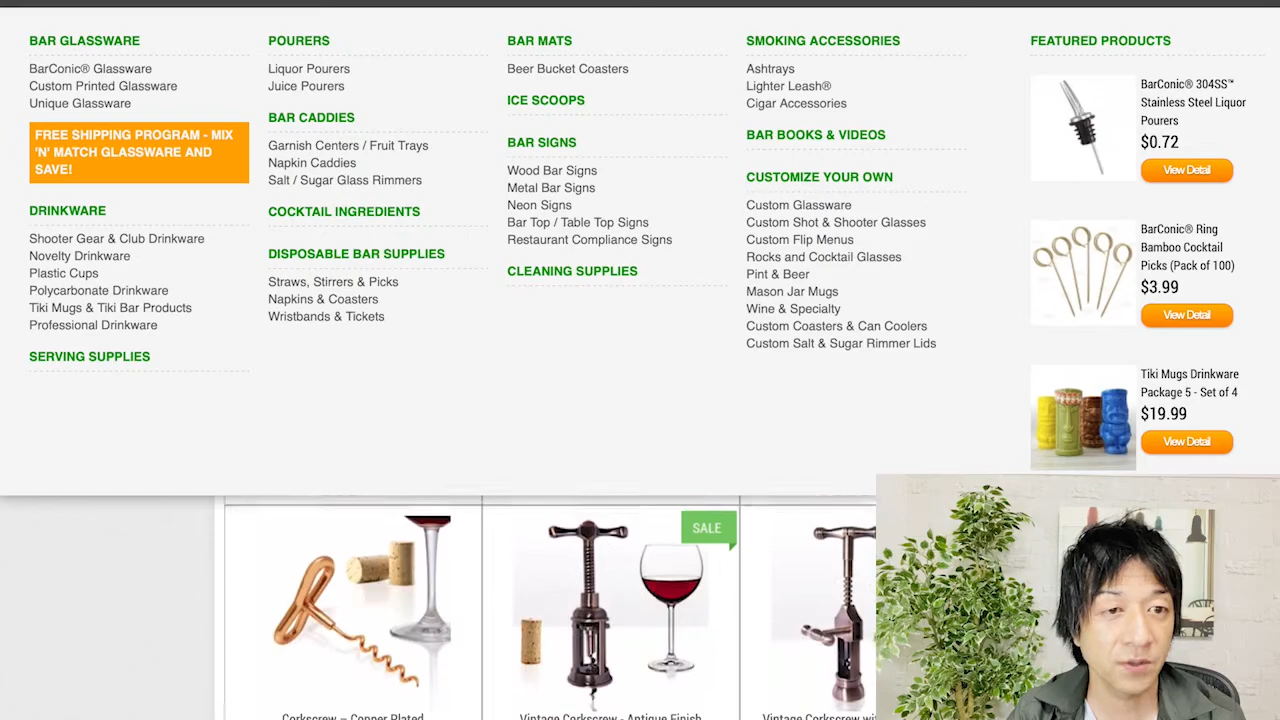 BAR GLASSWARE
BarConic® Glassware
Custom Printed Glassware
Unique Glassware
FREE SHIPPING PROGRAM - MIX
'N' MATCH GLASSWARE AND
SAVE!
DRINKWARE
Shooter Gear & Club Drinkware
Novelty Drinkware
Plastic Cups
Polycarbonate Drinkware
Tiki Mugs & Tiki Bar Products
Professional Drinkware
SERVING SUPPLIES
POURERS
Liquor Pourers
Juice Pourers
BAR CADDIES
Garnish Centers / Fruit Trays
Napkin Caddies
Salt / Sugar Glass Rimmers
COCKTAIL INGREDIENTS
DISPOSABLE BAR SUPPLIES
Straws, Stirrers & Picks
Napkins & Coasters
Wristbands & Tickets
BAR MATS
Beer Bucket Coasters
ICE SCOOPS
BAR SIGNS
Wood Bar Signs
Metal Bar Signs
Neon Signs
Bar Top / Table Top Signs
Restaurant Compliance Signs
CLEANING SUPPLIES
SMOKING ACCESSORIES
Ashtrays
Lighter Leash®
Cigar Accessories
BAR BOOKS & VIDEOS
CUSTOMIZE YOUR OWN
Custom Glassware
Custom Shot & Shooter Glasses
Custom Flip Menus
Rocks and Cocktail Glasses
Pint & Beer
Mason Jar Mugs
Wine & Specialty
Custom Coasters & Can Coolers
Custom Salt & Sugar Rimmer Lids
FEATURED PRODUCTS
BarConic® 304SS™
Stainless Steel Liquor
Pourers
$0.72
View Detail
BarConic® Ring
Bamboo Cocktail
Picks (Pack of 100)
$3.99
View Detail
Tiki Mugs Drinkware
Package 5 - Set of 4
$19.99
View Detail
SALE
Corkscrew – Copper Plated
Vintage Corkscrew - Antique Finish
Vintage Corkscrew wi